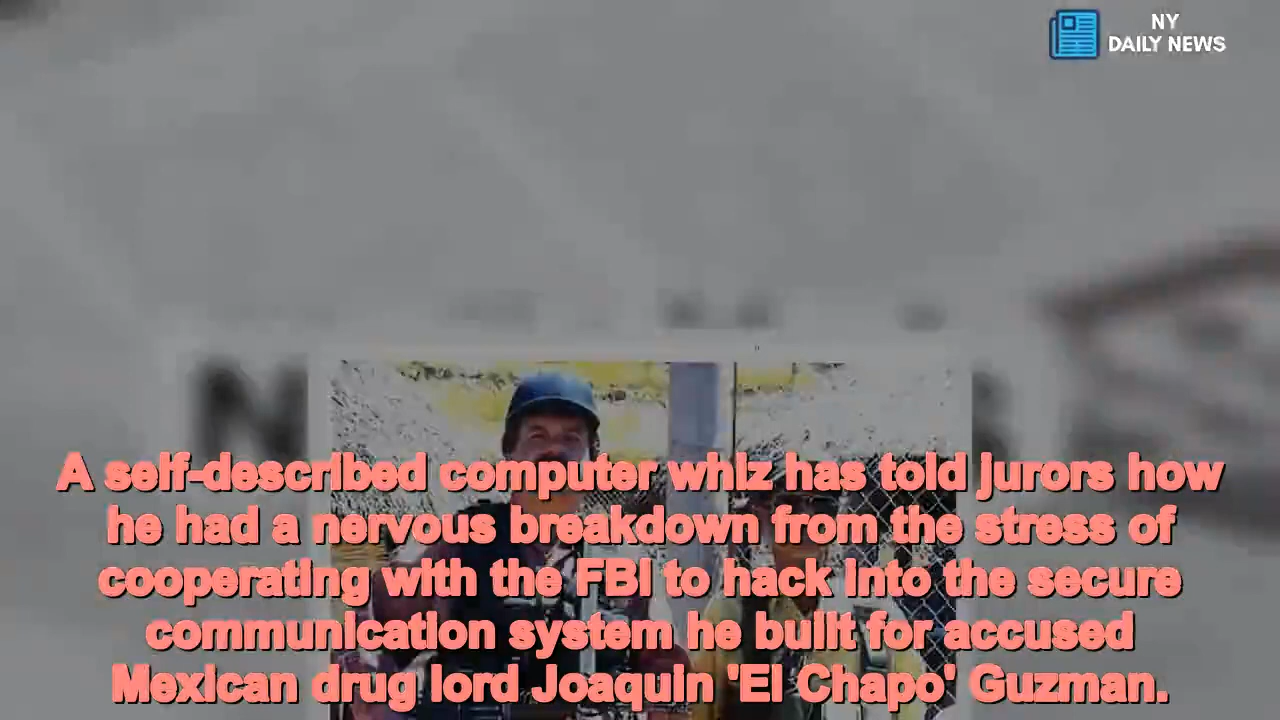 NY
DAILY NEWS
A self-described computer whiz has told jurors how
he had a nervous breakdown from the stress of
cooperating with the FBI to hack into the secure
communication system he built for accused
Mexican drug lord Joaquin 'El Chapo' Guzman.